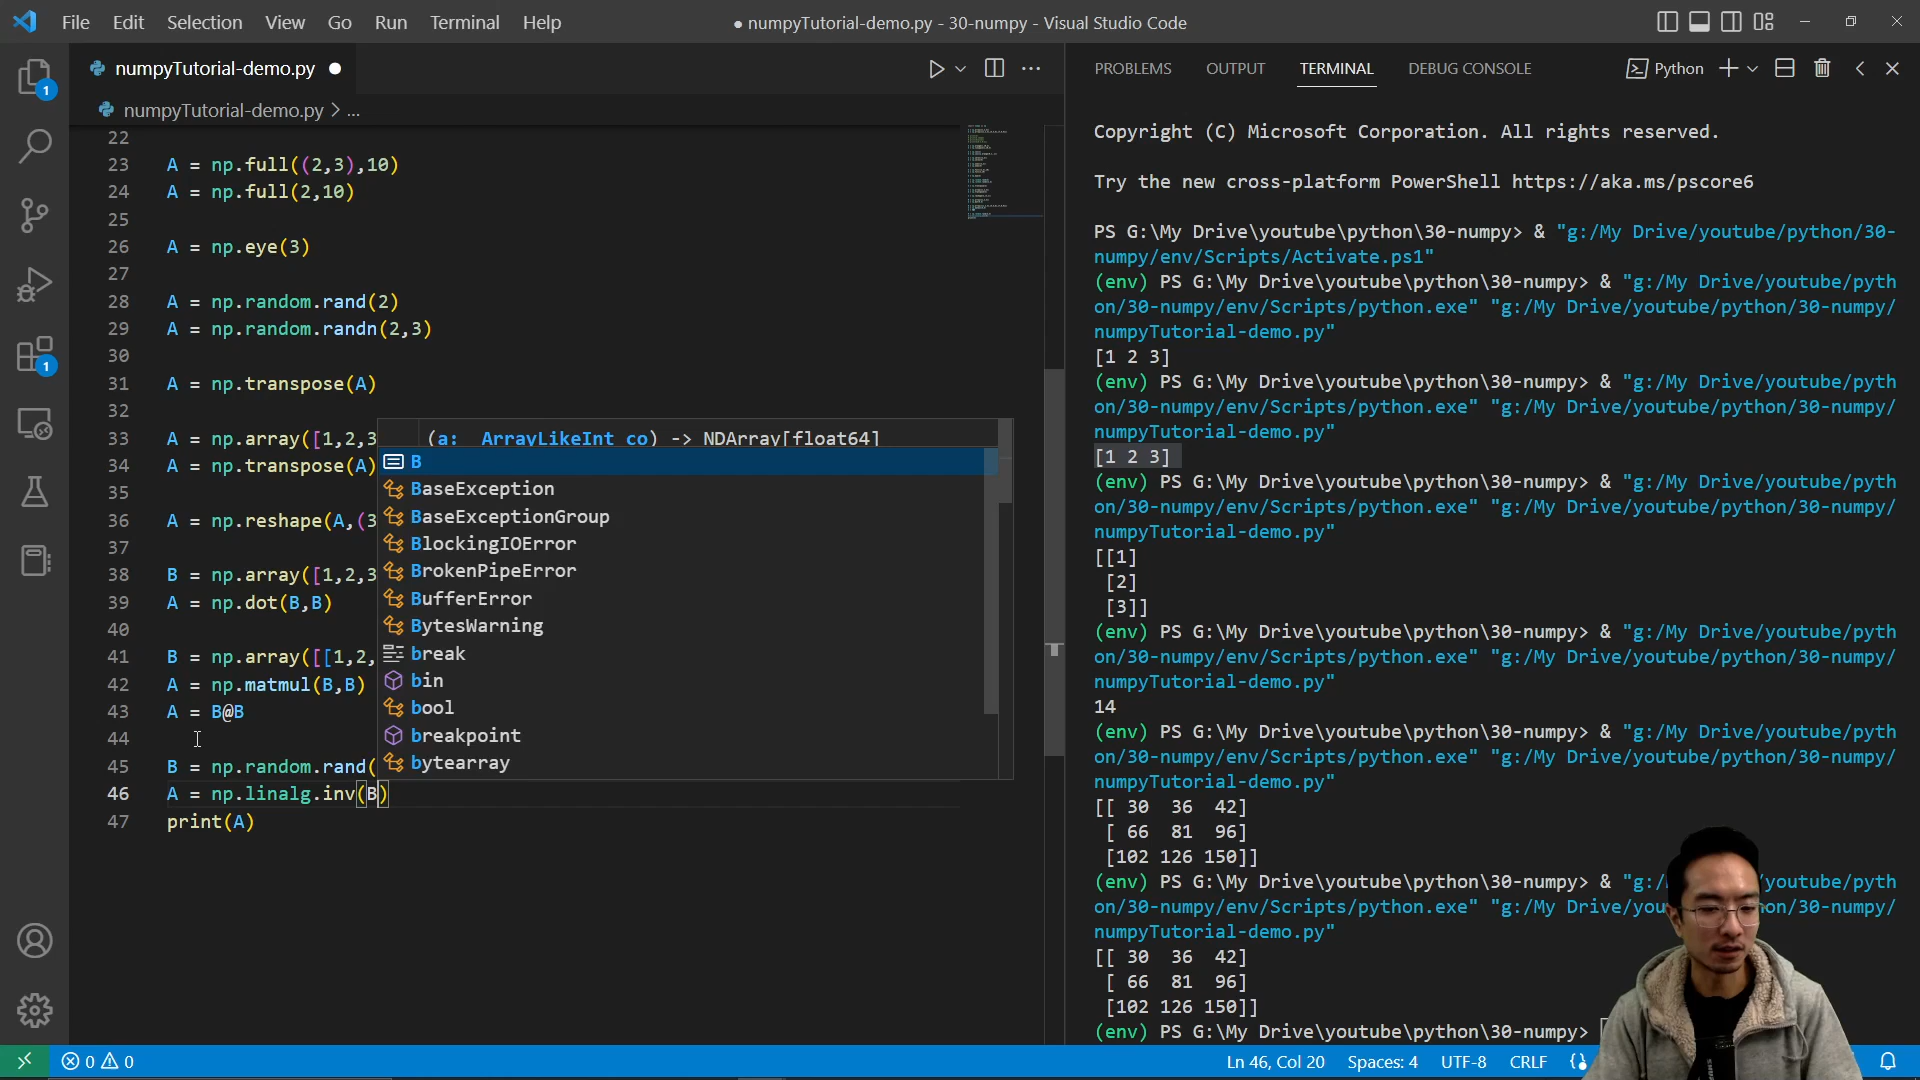 File Edit Selection View Go Run Terminal Help
● numpyTutorial-demo.py - 30-numpy - Visual Studio Code
numpyTutorial-demo.py ●
numpyTutorial-demo.py > ...
22
23 A = np.full((2,3),10)
24 A = np.full(2,10)
25
26 A = np.eye(3)
27
28 A = np.random.rand(2)
29 A = np.random.randn(2,3)
30
31 A = np.transpose(A)
32
33 A = np.array([1,2,3
34 A = np.transpose(A)
35
36 A = np.reshape(A,(3
37
38 B = np.array([1,2,3
39 A = np.dot(B,B)
40
41 B = np.array([[1,2,
42 A = np.matmul(B,B)
43 A = B@B
44
45 B = np.random.rand(
46 A = np.linalg.inv(B)
47 print(A)
(a: ArrayLikeInt co) -> NDArray[float64]
B
BaseException
BaseExceptionGroup
BlockingIOError
BrokenPipeError
BufferError
BytesWarning
break
bin
bool
breakpoint
bytearray
PROBLEMS OUTPUT TERMINAL DEBUG CONSOLE
Python
Copyright (C) Microsoft Corporation. All rights reserved.
Try the new cross-platform PowerShell https://aka.ms/pscore6
PS G:\My Drive\youtube\python\30-numpy> & "g:/My Drive/youtube/python/30-
numpy/env/Scripts/Activate.ps1"
(env) PS G:\My Drive\youtube\python\30-numpy> & "g:/My Drive/youtube/pyth
on/30-numpy/env/Scripts/python.exe" "g:/My Drive/youtube/python/30-numpy/
numpyTutorial-demo.py"
[1 2 3]
(env) PS G:\My Drive\youtube\python\30-numpy> & "g:/My Drive/youtube/pyth
on/30-numpy/env/Scripts/python.exe" "g:/My Drive/youtube/python/30-numpy/
numpyTutorial-demo.py"
[1 2 3]
(env) PS G:\My Drive\youtube\python\30-numpy> & "g:/My Drive/youtube/pyth
on/30-numpy/env/Scripts/python.exe" "g:/My Drive/youtube/python/30-numpy/
numpyTutorial-demo.py"
[[1]
[2]
[3]]
(env) PS G:\My Drive\youtube\python\30-numpy> & "g:/My Drive/youtube/pyth
on/30-numpy/env/Scripts/python.exe" "g:/My Drive/youtube/python/30-numpy/
numpyTutorial-demo.py"
14
(env) PS G:\My Drive\youtube\python\30-numpy> & "g:/My Drive/youtube/pyth
on/30-numpy/env/Scripts/python.exe" "g:/My Drive/youtube/python/30-numpy/
numpyTutorial-demo.py"
[[ 30 36 42]
[ 66 81 96]
[102 126 150]]
(env) PS G:\My Drive\youtube\python\30-numpy> & "g:/ youtube/pyth
on/30-numpy/env/Scripts/python.exe" "g:/My Drive/you on/30-numpy/
numpyTutorial-demo.py"
[[ 30 36 42]
[ 66 81 96]
[102 126 150]]
(env) PS G:\My Drive\youtube\python\30-numpy>
1
1
0 0
Ln 46, Col 20 Spaces: 4 UTF-8 CRLF